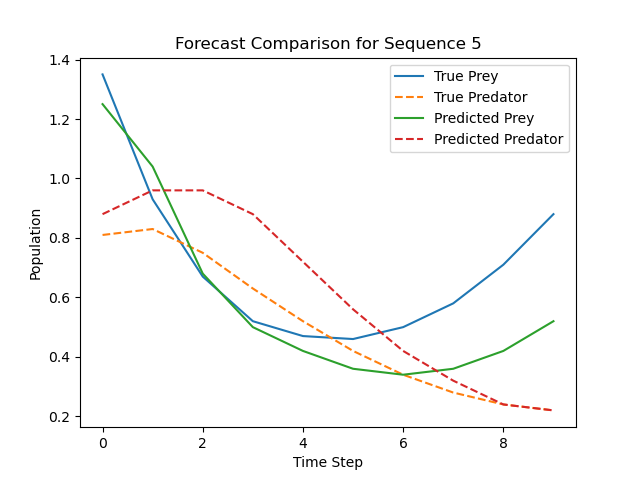 Forecast Comparison for Sequence 5
True Prey
True Predator
Predicted Prey
Predicted Predator
Population
1.4
1.2
1.0
0.8
0.6
0.4
0.2
0 2 4 6 8
Time Step